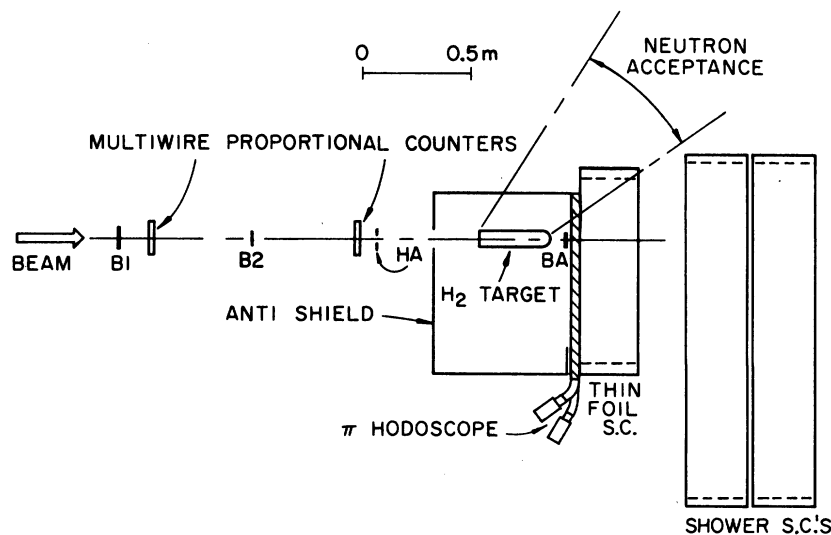 0 0.5m
NEUTRON
ACCEPTANCE
MULTIWIRE PROPORTIONAL COUNTERS
BEAM
B1
B2
HA
BA
H₂ TARGET
ANTI SHIELD
THIN
FOIL
S.C.
π HODOSCOPE
SHOWER S.C.'S